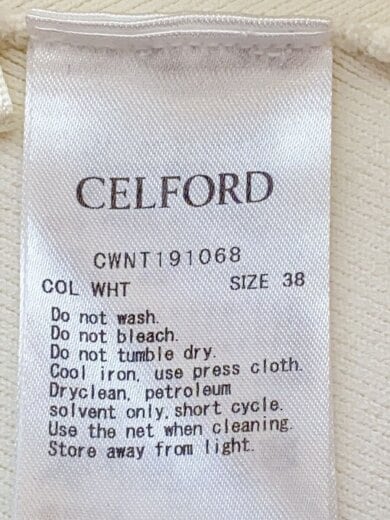 CELFORD
CWNT191068
COL WHT SIZE 38
Do not wash.
Do not bleach.
Do not tumble dry.
Cool iron, use press cloth.
Dryclean, petroleum
solvent only, short cycle.
Use the net when cleaning.
Store away from light.